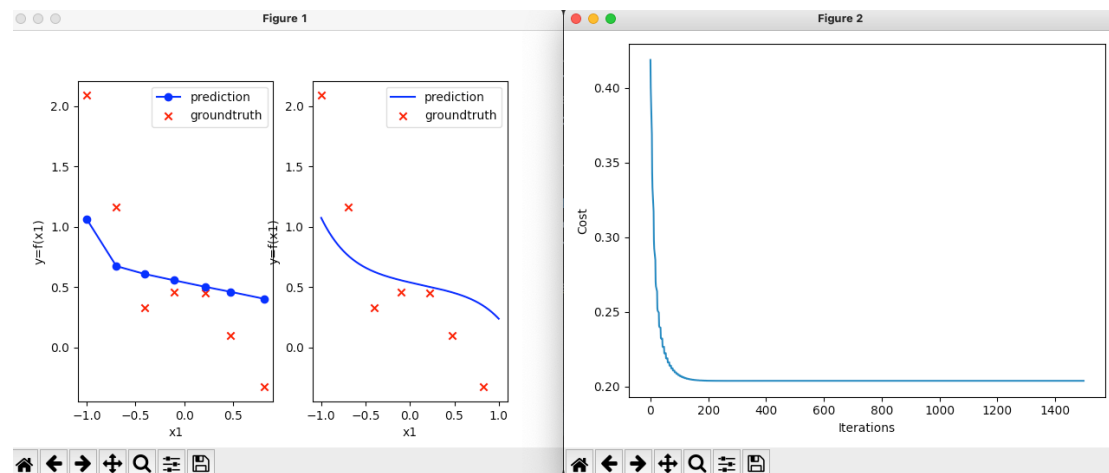 Figure 1
prediction
groundtruth
2.0
1.5
1.0
0.5
0.0
y=f(x1)
−1.0 −0.5 0.0 0.5
x1
prediction
groundtruth
2.0
1.5
1.0
0.5
0.0
y=f(x1)
−1.0 −0.5 0.0 0.5 1.0
x1
Figure 2
0.40
0.35
0.30
0.25
0.20
Cost
0 200 400 600 800 1000 1200 1400
Iterations